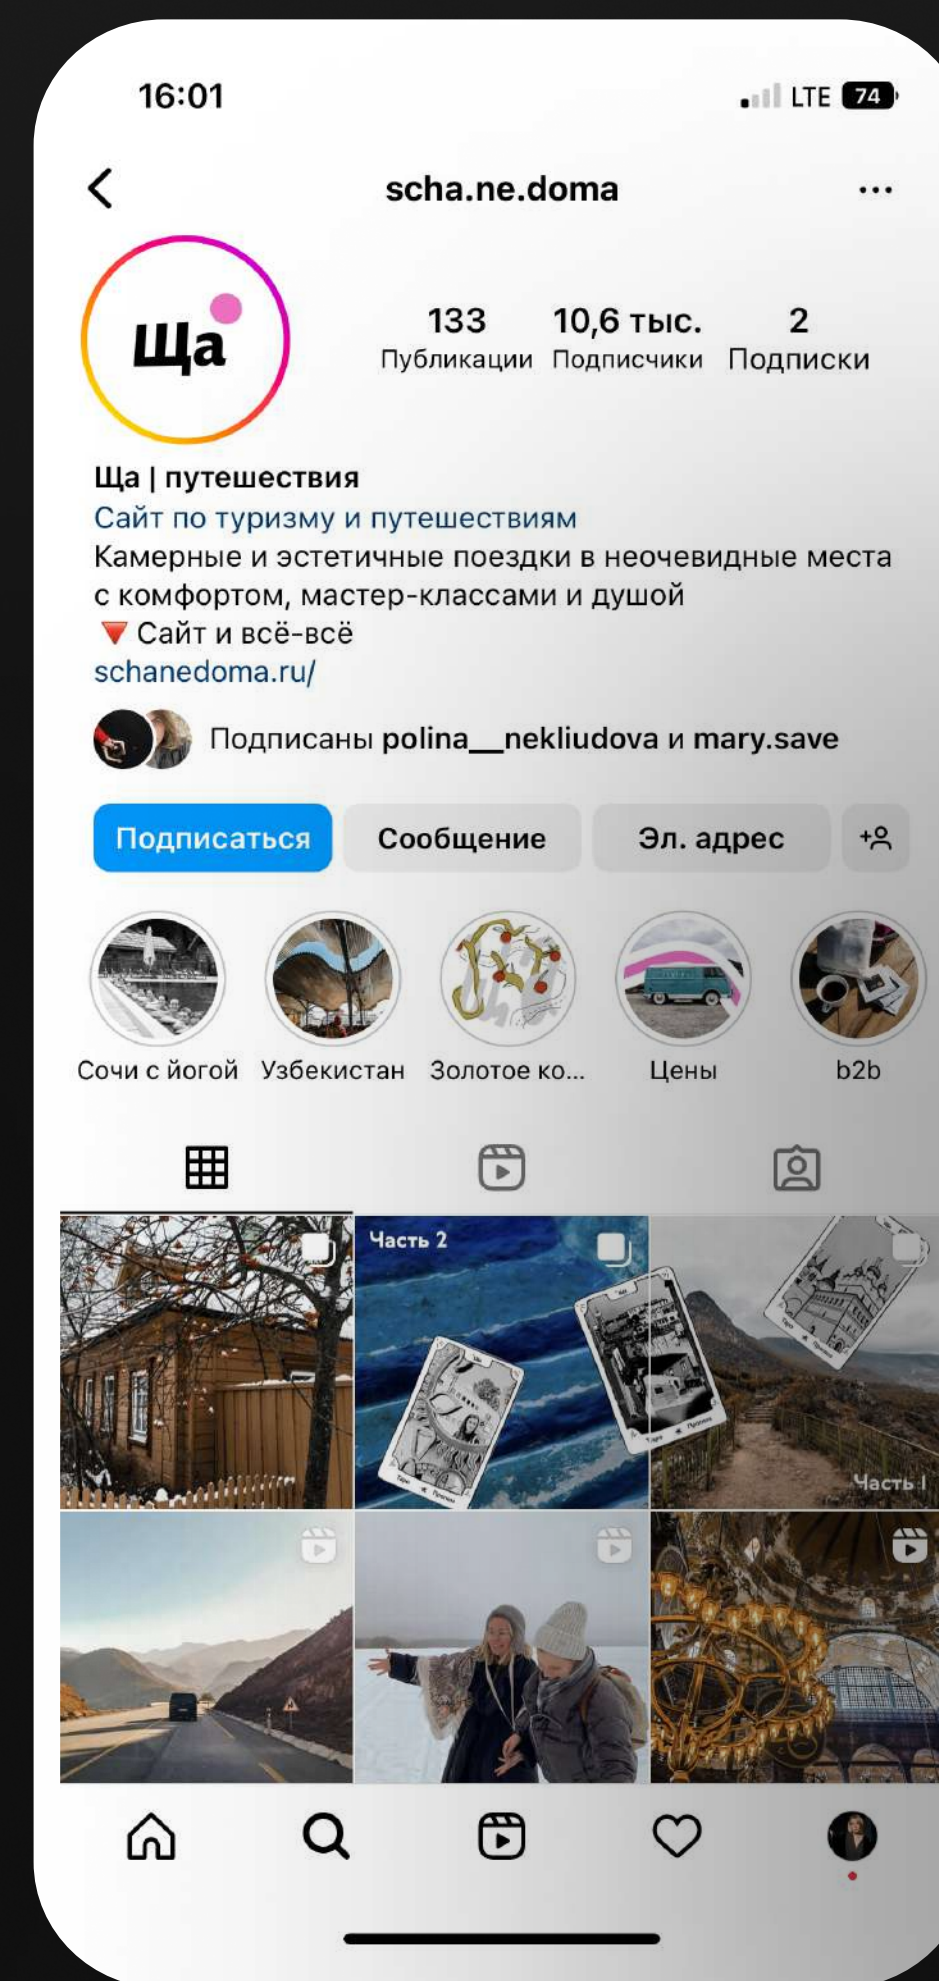 16:01
LTE 74
scha.ne.doma
Ща
133 10,6 тыс. 2
Публикации Подписчики Подписки
Ща | путешествия
Сайт по туризму и путешествиям
Камерные и эстетичные поездки в неочевидные места
с комфортом, мастер-классами и душой
Сайт и всё-всё
schanedoma.ru/
Подписаны polina__nekliudova и mary.save
Подписаться Сообщение Эл. адрес
Сочи с йогой Узбекистан Золотое ко... Цены b2b
Часть 2
Часть 1